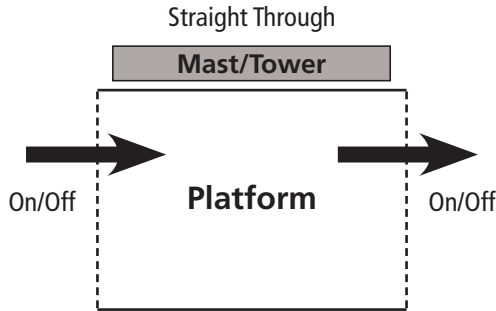 Straight Through
Mast/Tower
Platform
On/Off
On/Off